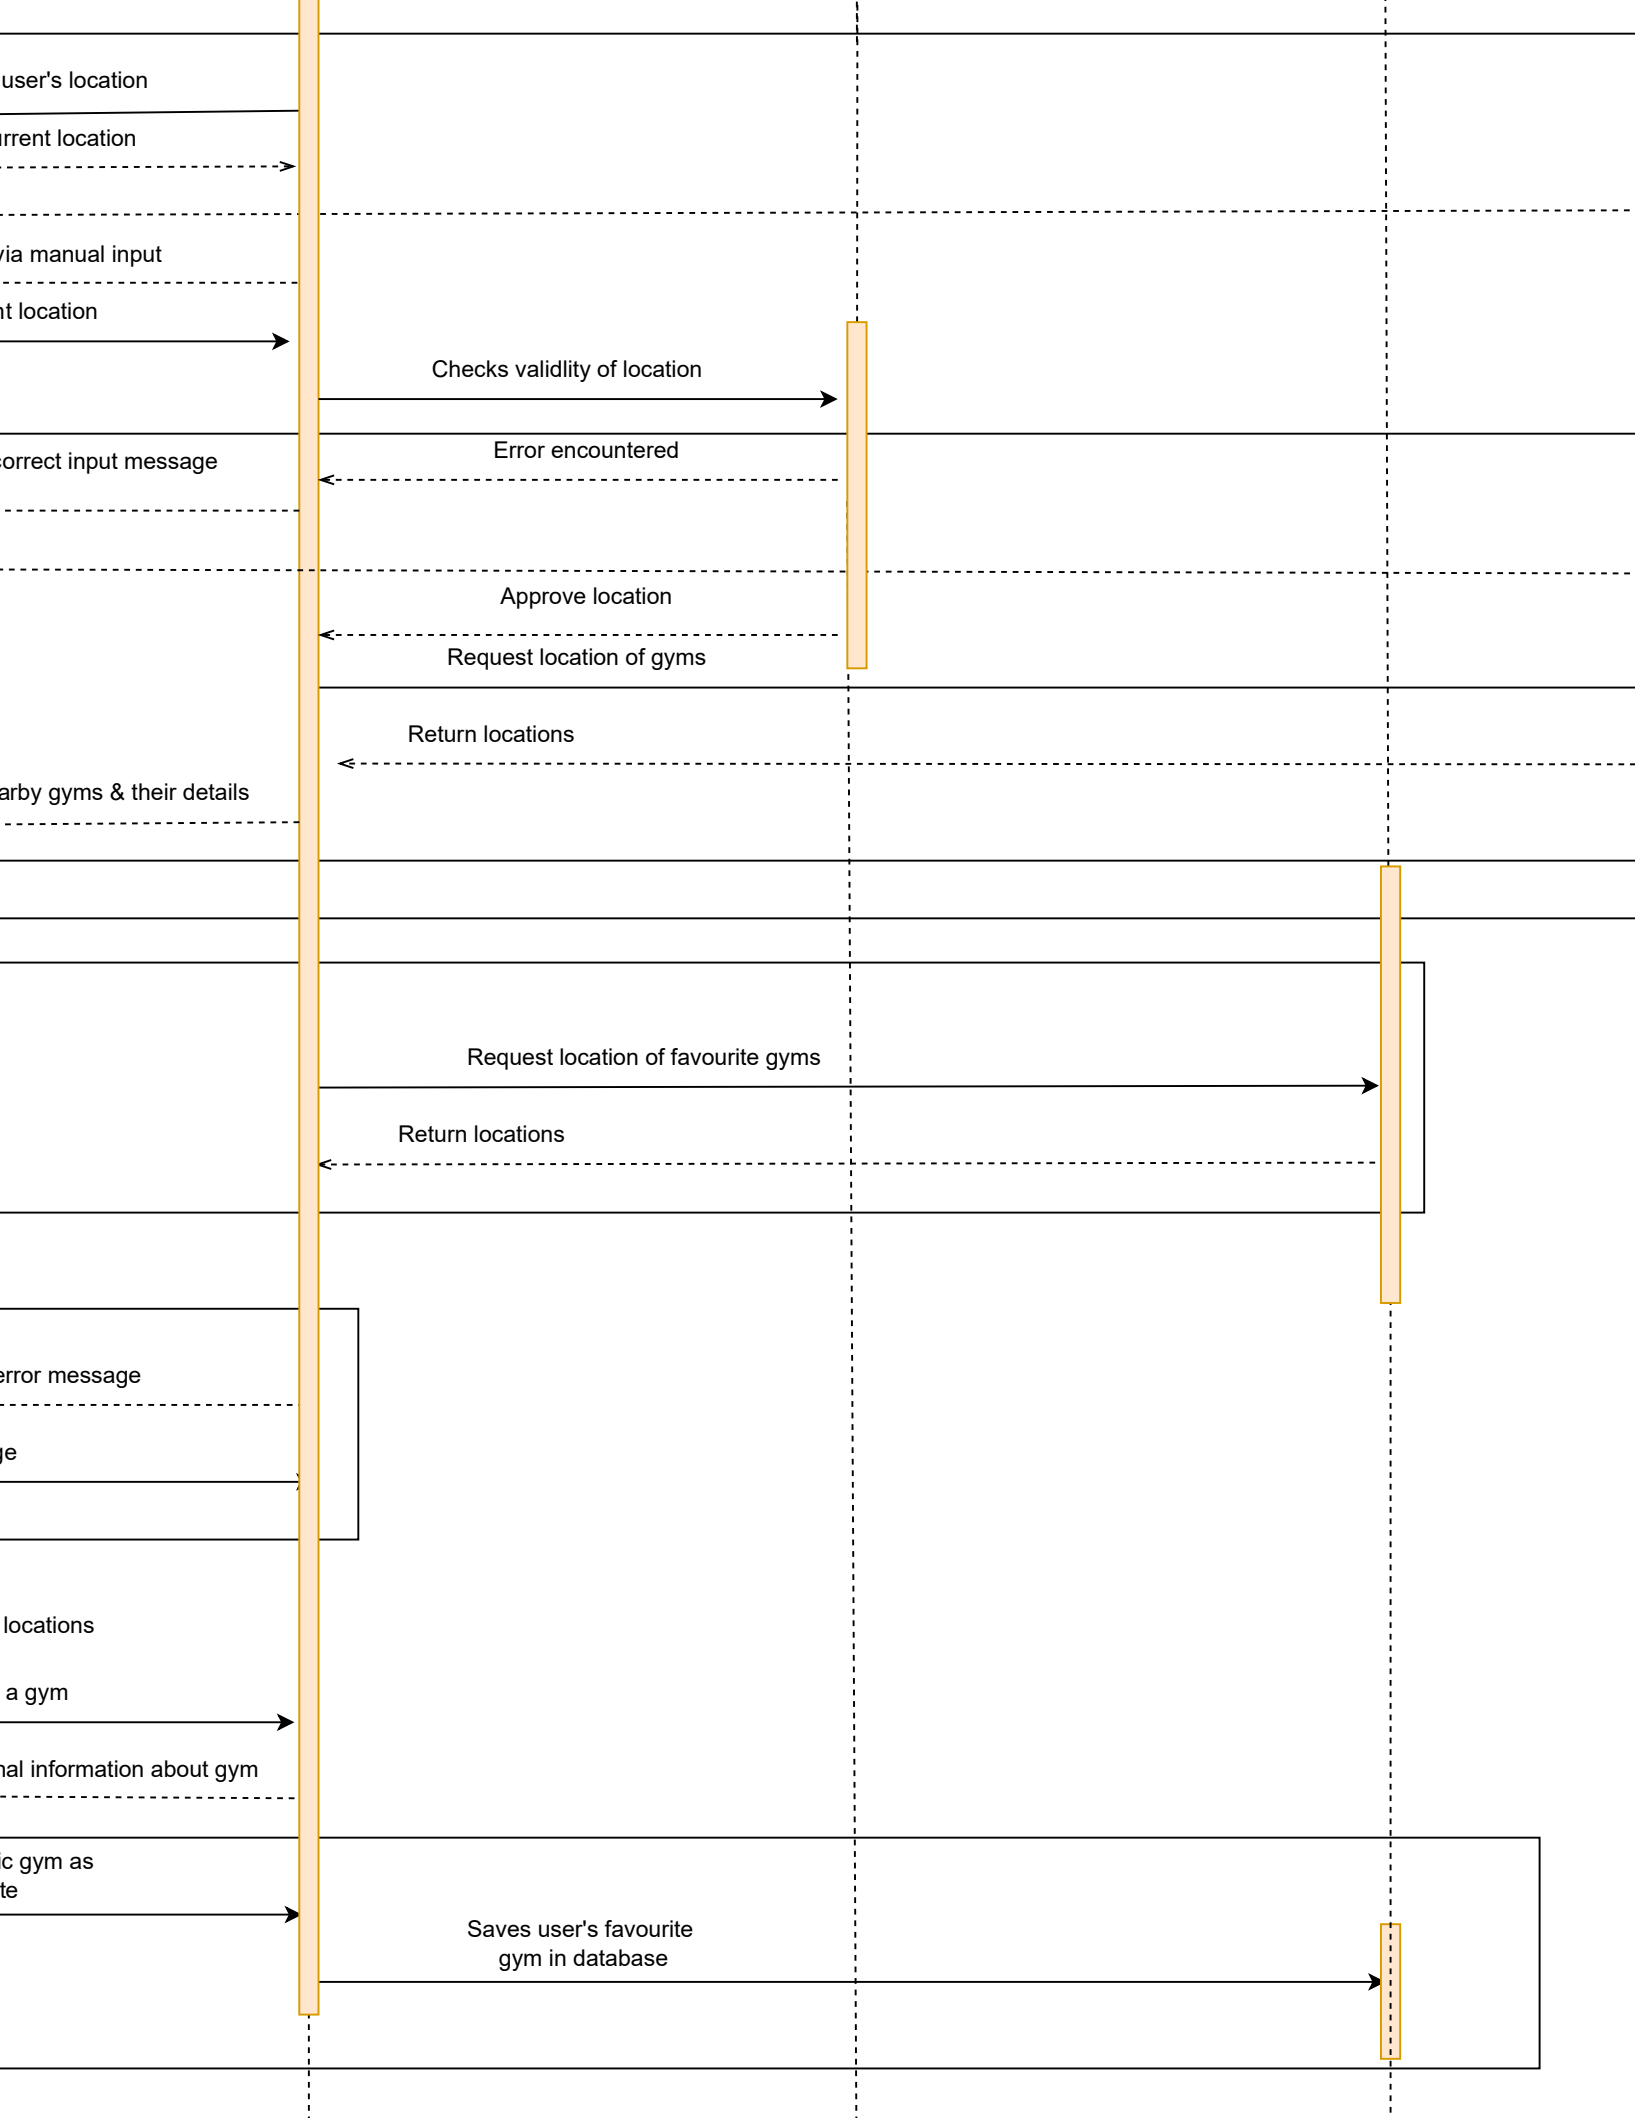 user's location
rrent location
via manual input
nt location
Checks validlity of location
Error encountered
correct input message
Approve location
Request location of gyms
Return locations
arby gyms & their details
Request location of favourite gyms
Return locations
error message
ge
locations
a gym
nal information about gym
ic gym as
te
Saves user's favourite
gym in database